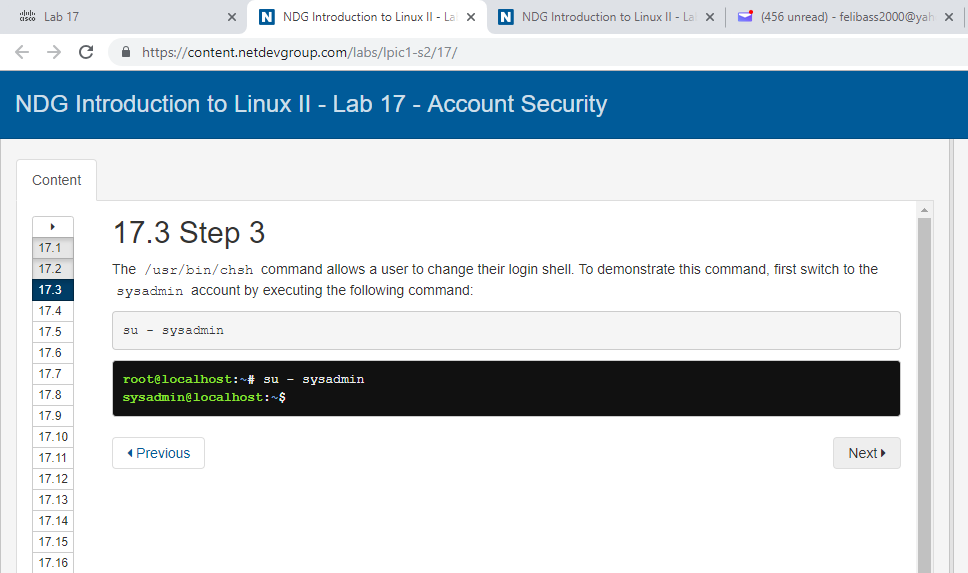 cisco Lab 17
NDG Introduction to Linux II - La
NDG Introduction to Linux II - La
(456 unread) - felibass2000@yah
https://content.netdevgroup.com/labs/lpic1-s2/17/
NDG Introduction to Linux II - Lab 17 - Account Security
Content
17.1
17.2
17.3
17.4
17.5
17.6
17.7
17.8
17.9
17.10
17.11
17.12
17.13
17.14
17.15
17.16
17.3 Step 3
The /usr/bin/chsh command allows a user to change their login shell. To demonstrate this command, first switch to the
sysadmin account by executing the following command:
su - sysadmin
root@localhost:~# su - sysadmin
sysadmin@localhost:~$
Previous
Next